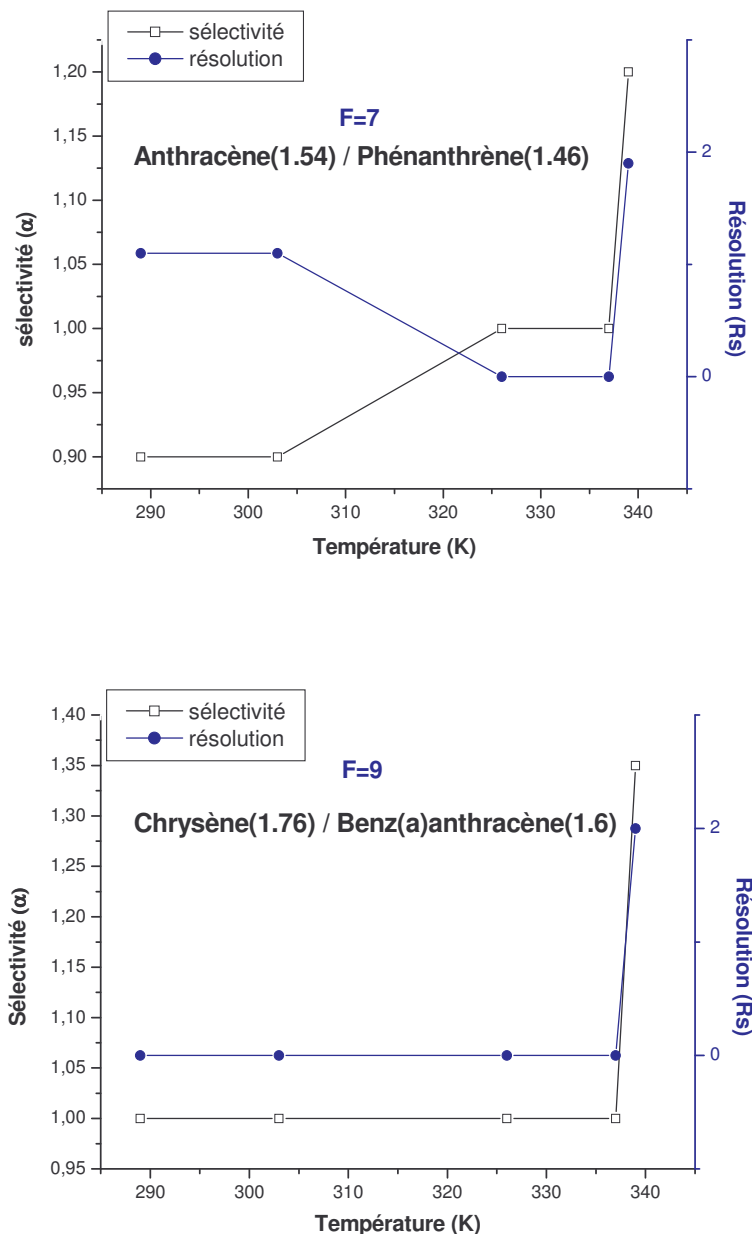 sélectivité
résolution
F=7
Anthracène(1.54) / Phénanthrène(1.46)
1,20
1,15
1,10
1,05
1,00
0,95
0,90
sélectivité (α)
2
0
Résolution (Rs)
290 300 310 320 330 340
Température (K)
sélectivité
résolution
F=9
Chrysène(1.76) / Benz(a)anthracène(1.6)
1,40
1,35
1,30
1,25
1,20
1,15
1,10
1,05
1,00
0,95
Sélectivité (α)
2
0
Résolution (Rs)
290 300 310 320 330 340
Température (K)